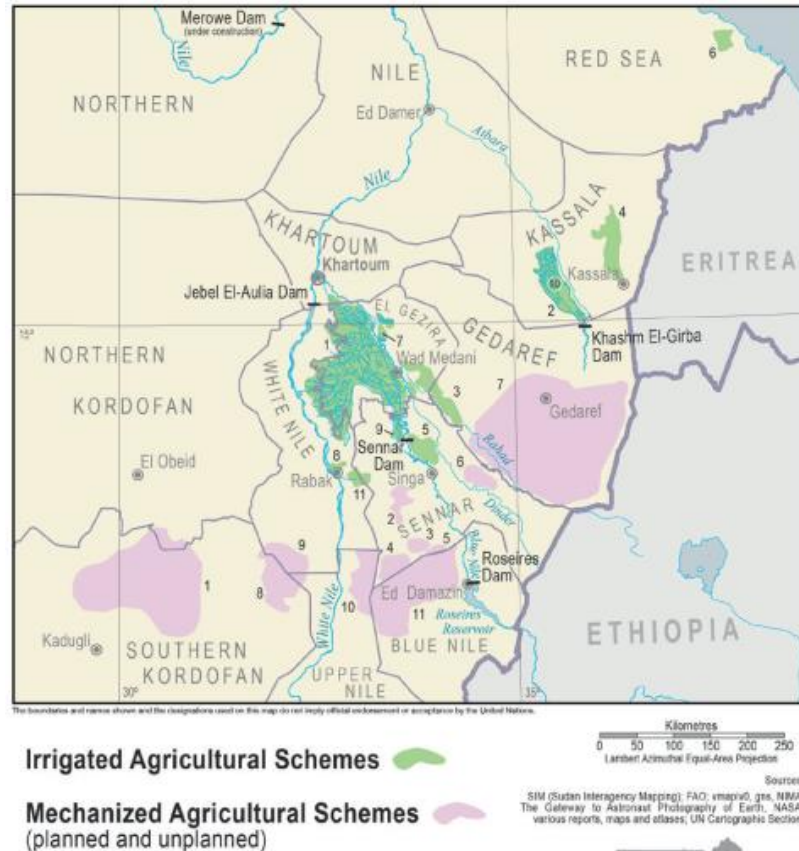 Merowe Dam
(under construction)
Nile
NILE
RED SEA
6
NORTHERN
Ed Damer
Atbara
Nile
KASSALA
4
KHARTOUM
Khartoum
Kassala
ERITREA
10
Jebel El-Aulia Dam
2
EL GEZIRA
GEDAREF
Khashm El-Girba
Dam
1
7
Wad Medani
NORTHERN
KORDOFAN
WHITE NILE
3
7
Gedaref
9
5
Sennar
Dam
Rahad
El Obeid
8
Rabak
11
Singa
6
Dinder
2
SENNAR
3
5
4
9
Blue Nile
Roseires
Dam
1
8
10
Ed Damazin
11
Roseires
Reservoir
White Nile
Kadugli
SOUTHERN
KORDOFAN
BLUE NILE
UPPER
NILE
ETHIOPIA
30°
35°
The boundaries and names shown and the designations used on this map do not imply official endorsement or acceptance by the United Nations.
Irrigated Agricultural Schemes
Mechanized Agricultural Schemes
(planned and unplanned)
Kilometres
0 50 100 150 200 250
Lambert Azimuthal Equal-Area Projection
Sources
SIM (Sudan Interagency Mapping); FAO; vmaplv0, gns, NIMA
The Gateway to Astronaut Photography of Earth, NASA
various reports, maps and atlases; UN Cartographic Section